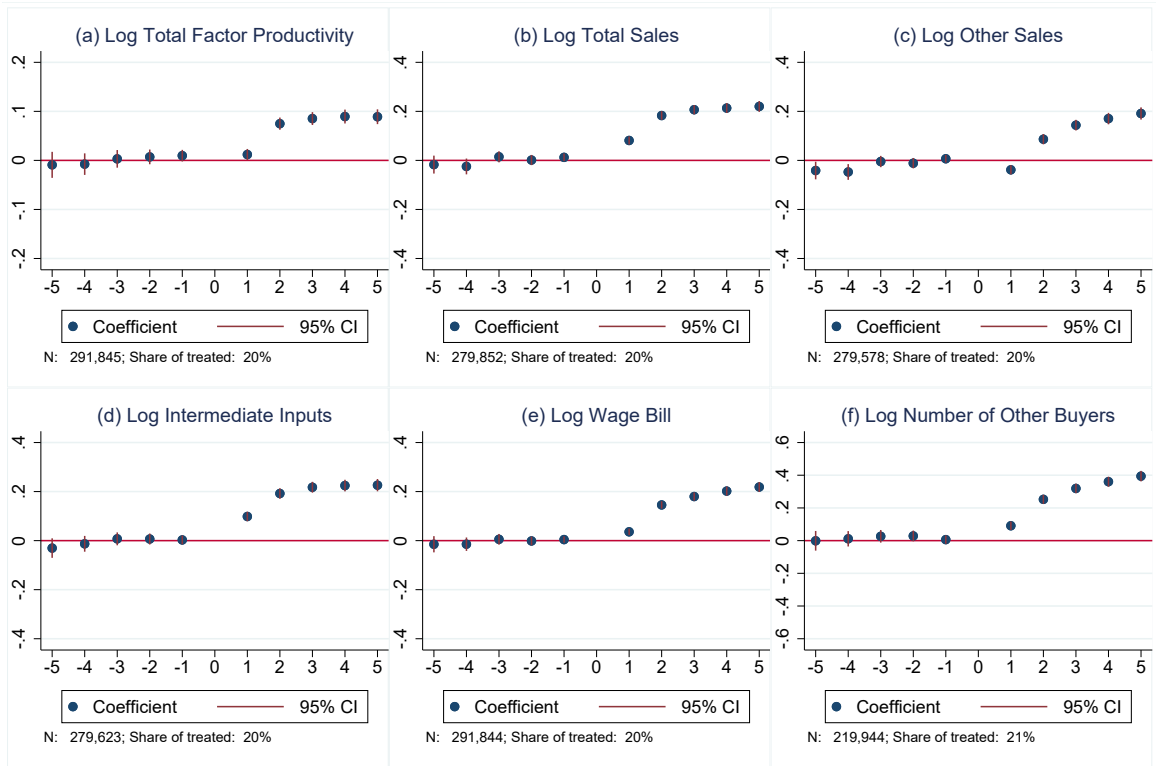 (a) Log Total Factor Productivity
.2
.1
0
-.1
-.2
-5 -4 -3 -2 -1 0 1 2 3 4 5
Coefficient 95% CI
N: 291,845; Share of treated: 20%
(b) Log Total Sales
.4
.2
0
-.2
-.4
-5 -4 -3 -2 -1 0 1 2 3 4 5
Coefficient 95% CI
N: 279,852; Share of treated: 20%
(c) Log Other Sales
.4
.2
0
-.2
-.4
-5 -4 -3 -2 -1 0 1 2 3 4 5
Coefficient 95% CI
N: 279,578; Share of treated: 20%
(d) Log Intermediate Inputs
.4
.2
0
-.2
-.4
-5 -4 -3 -2 -1 0 1 2 3 4 5
Coefficient 95% CI
N: 279,623; Share of treated: 20%
(e) Log Wage Bill
.4
.2
0
-.2
-.4
-5 -4 -3 -2 -1 0 1 2 3 4 5
Coefficient 95% CI
N: 291,844; Share of treated: 20%
(f) Log Number of Other Buyers
.6
.4
.2
0
-.2
-.4
-.6
-5 -4 -3 -2 -1 0 1 2 3 4 5
Coefficient 95% CI
N: 219,944; Share of treated: 21%